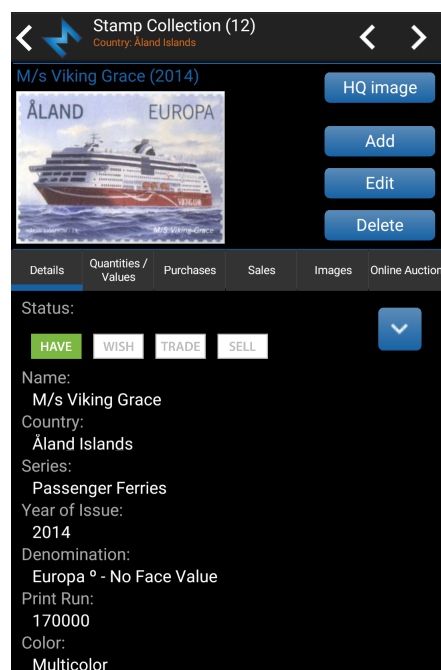 Stamp Collection (12)
Country: Åland Islands
M/s Viking Grace (2014)
HQ image
ÅLAND EUROPA
VIKING LINE
M/S Viking Grace
Add
Edit
Delete
Details
Quantities /
Values
Purchases
Sales
Images
Online Auction
Status:
HAVE
WISH
TRADE
SELL
Name:
M/s Viking Grace
Country:
Åland Islands
Series:
Passenger Ferries
Year of Issue:
2014
Denomination:
Europa º - No Face Value
Print Run:
170000
Color:
Multicolor